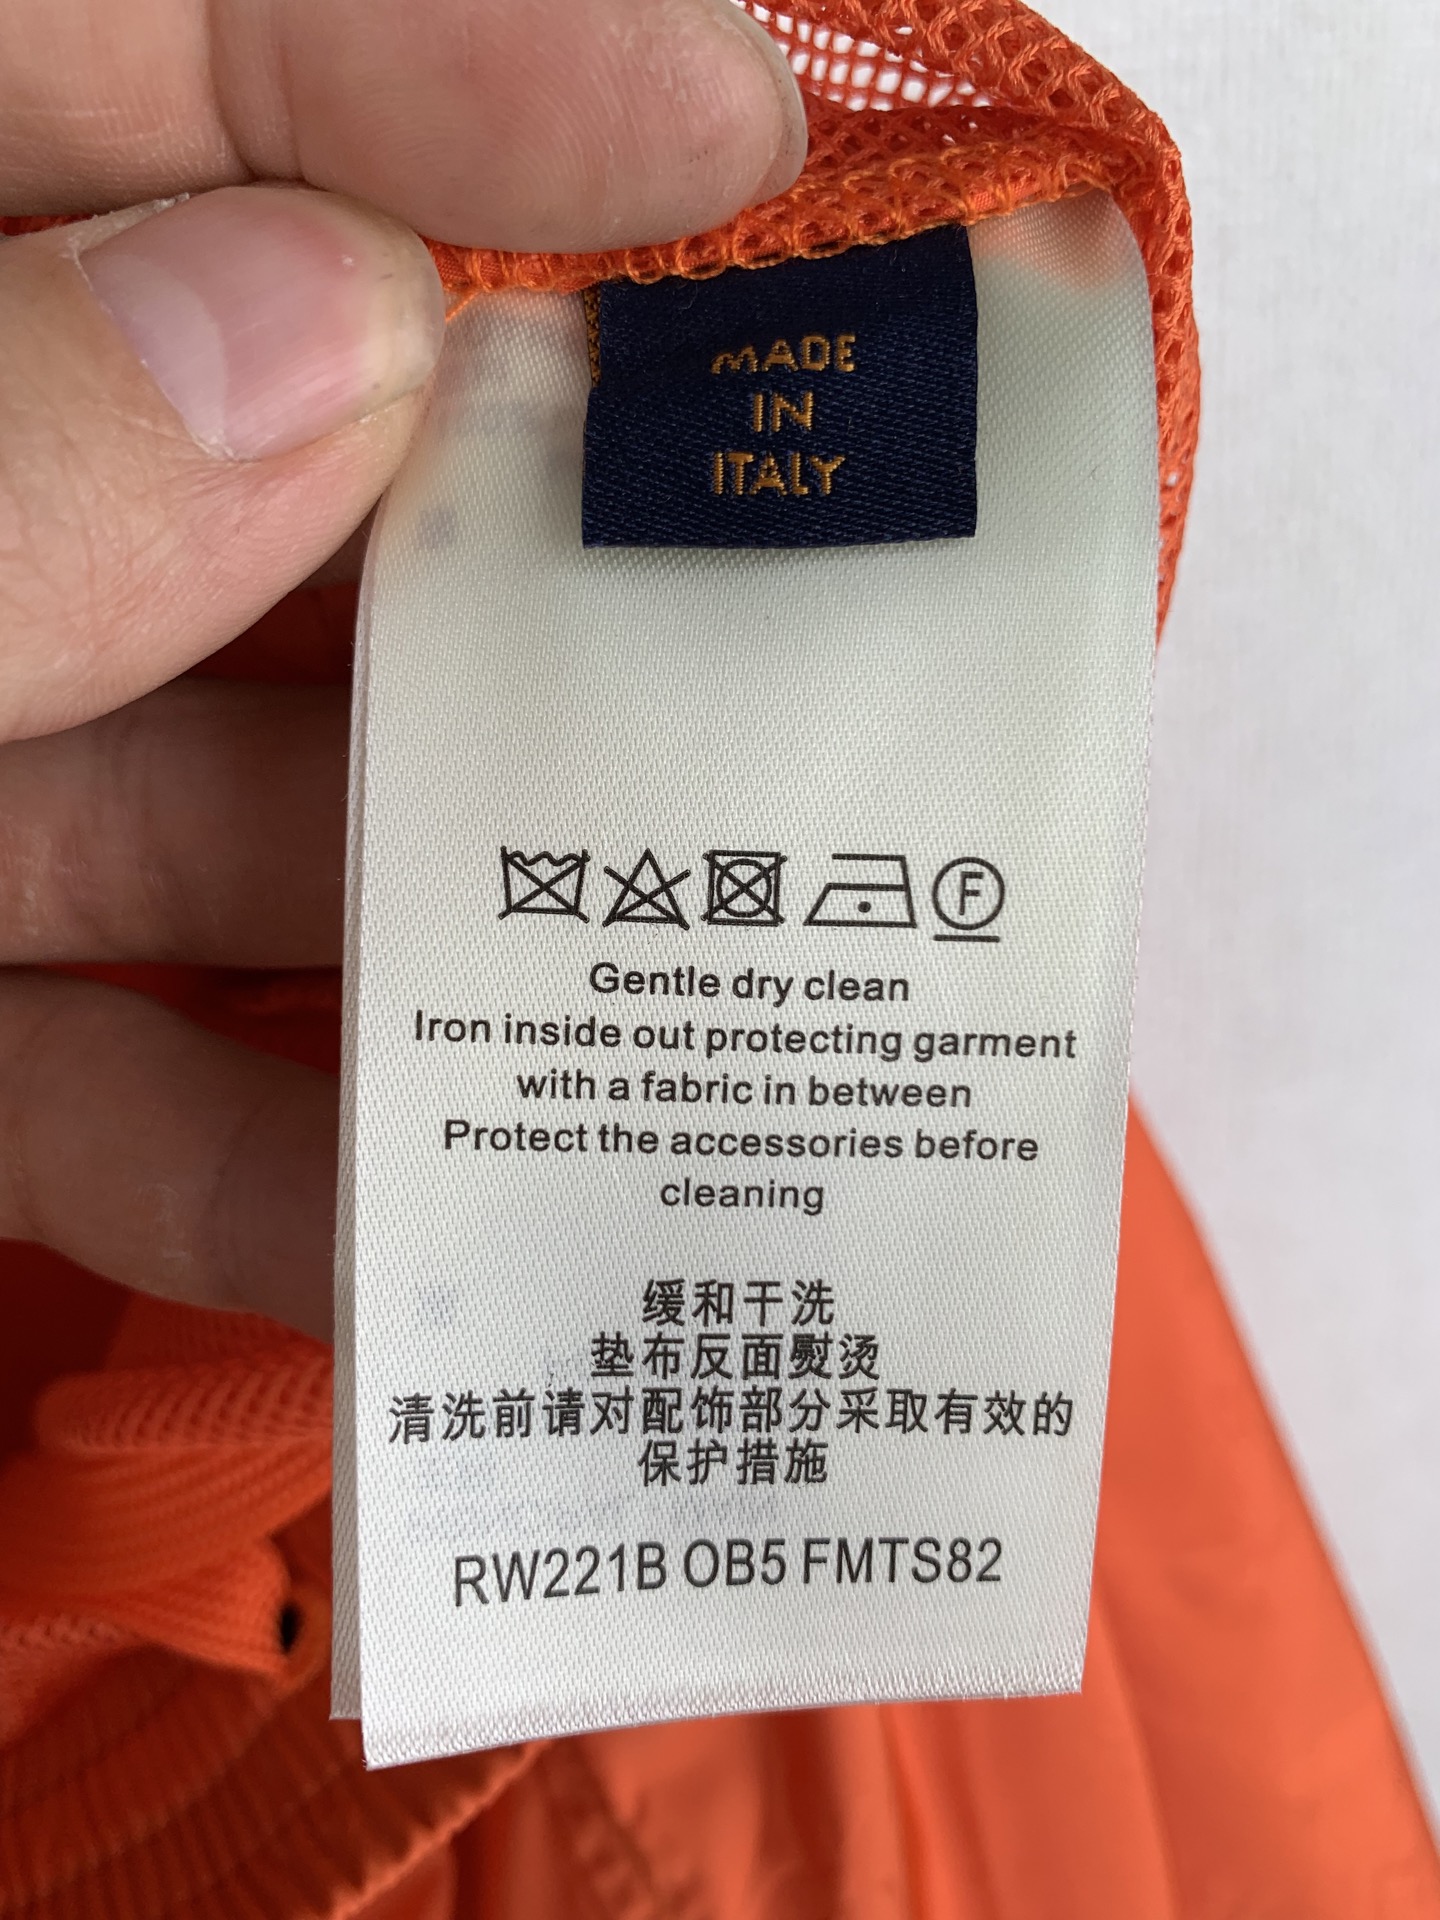 MADE
IN
ITALY
F
Gentle dry clean
Iron inside out protecting garment
with a fabric in between
Protect the accessories before
cleaning
缓和干洗
垫布反面熨烫
清洗前请对配饰部分采取有效的
保护措施
RW221B OB5 FMTS82